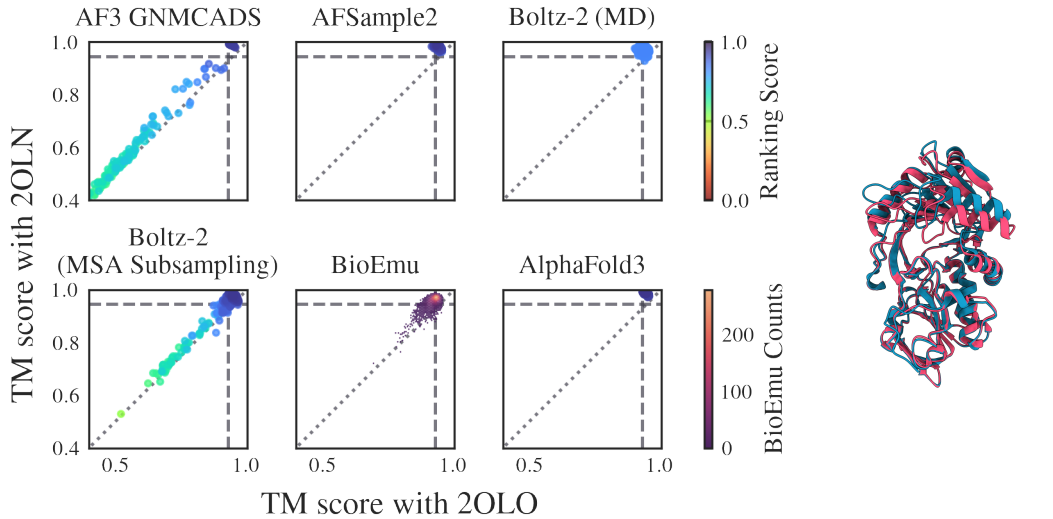 AF3 GNMCADS
AFSample2
Boltz-2 (MD)
1.0
0.8
0.6
0.4
1.0
0.5
0.0
Ranking Score
TM score with 2OLN
Boltz-2
(MSA Subsampling)
BioEmu
AlphaFold3
1.0
0.8
0.6
0.4
0.5
1.0
0.5
1.0
0.5
1.0
200
100
0
BioEmu Counts
TM score with 2OLO